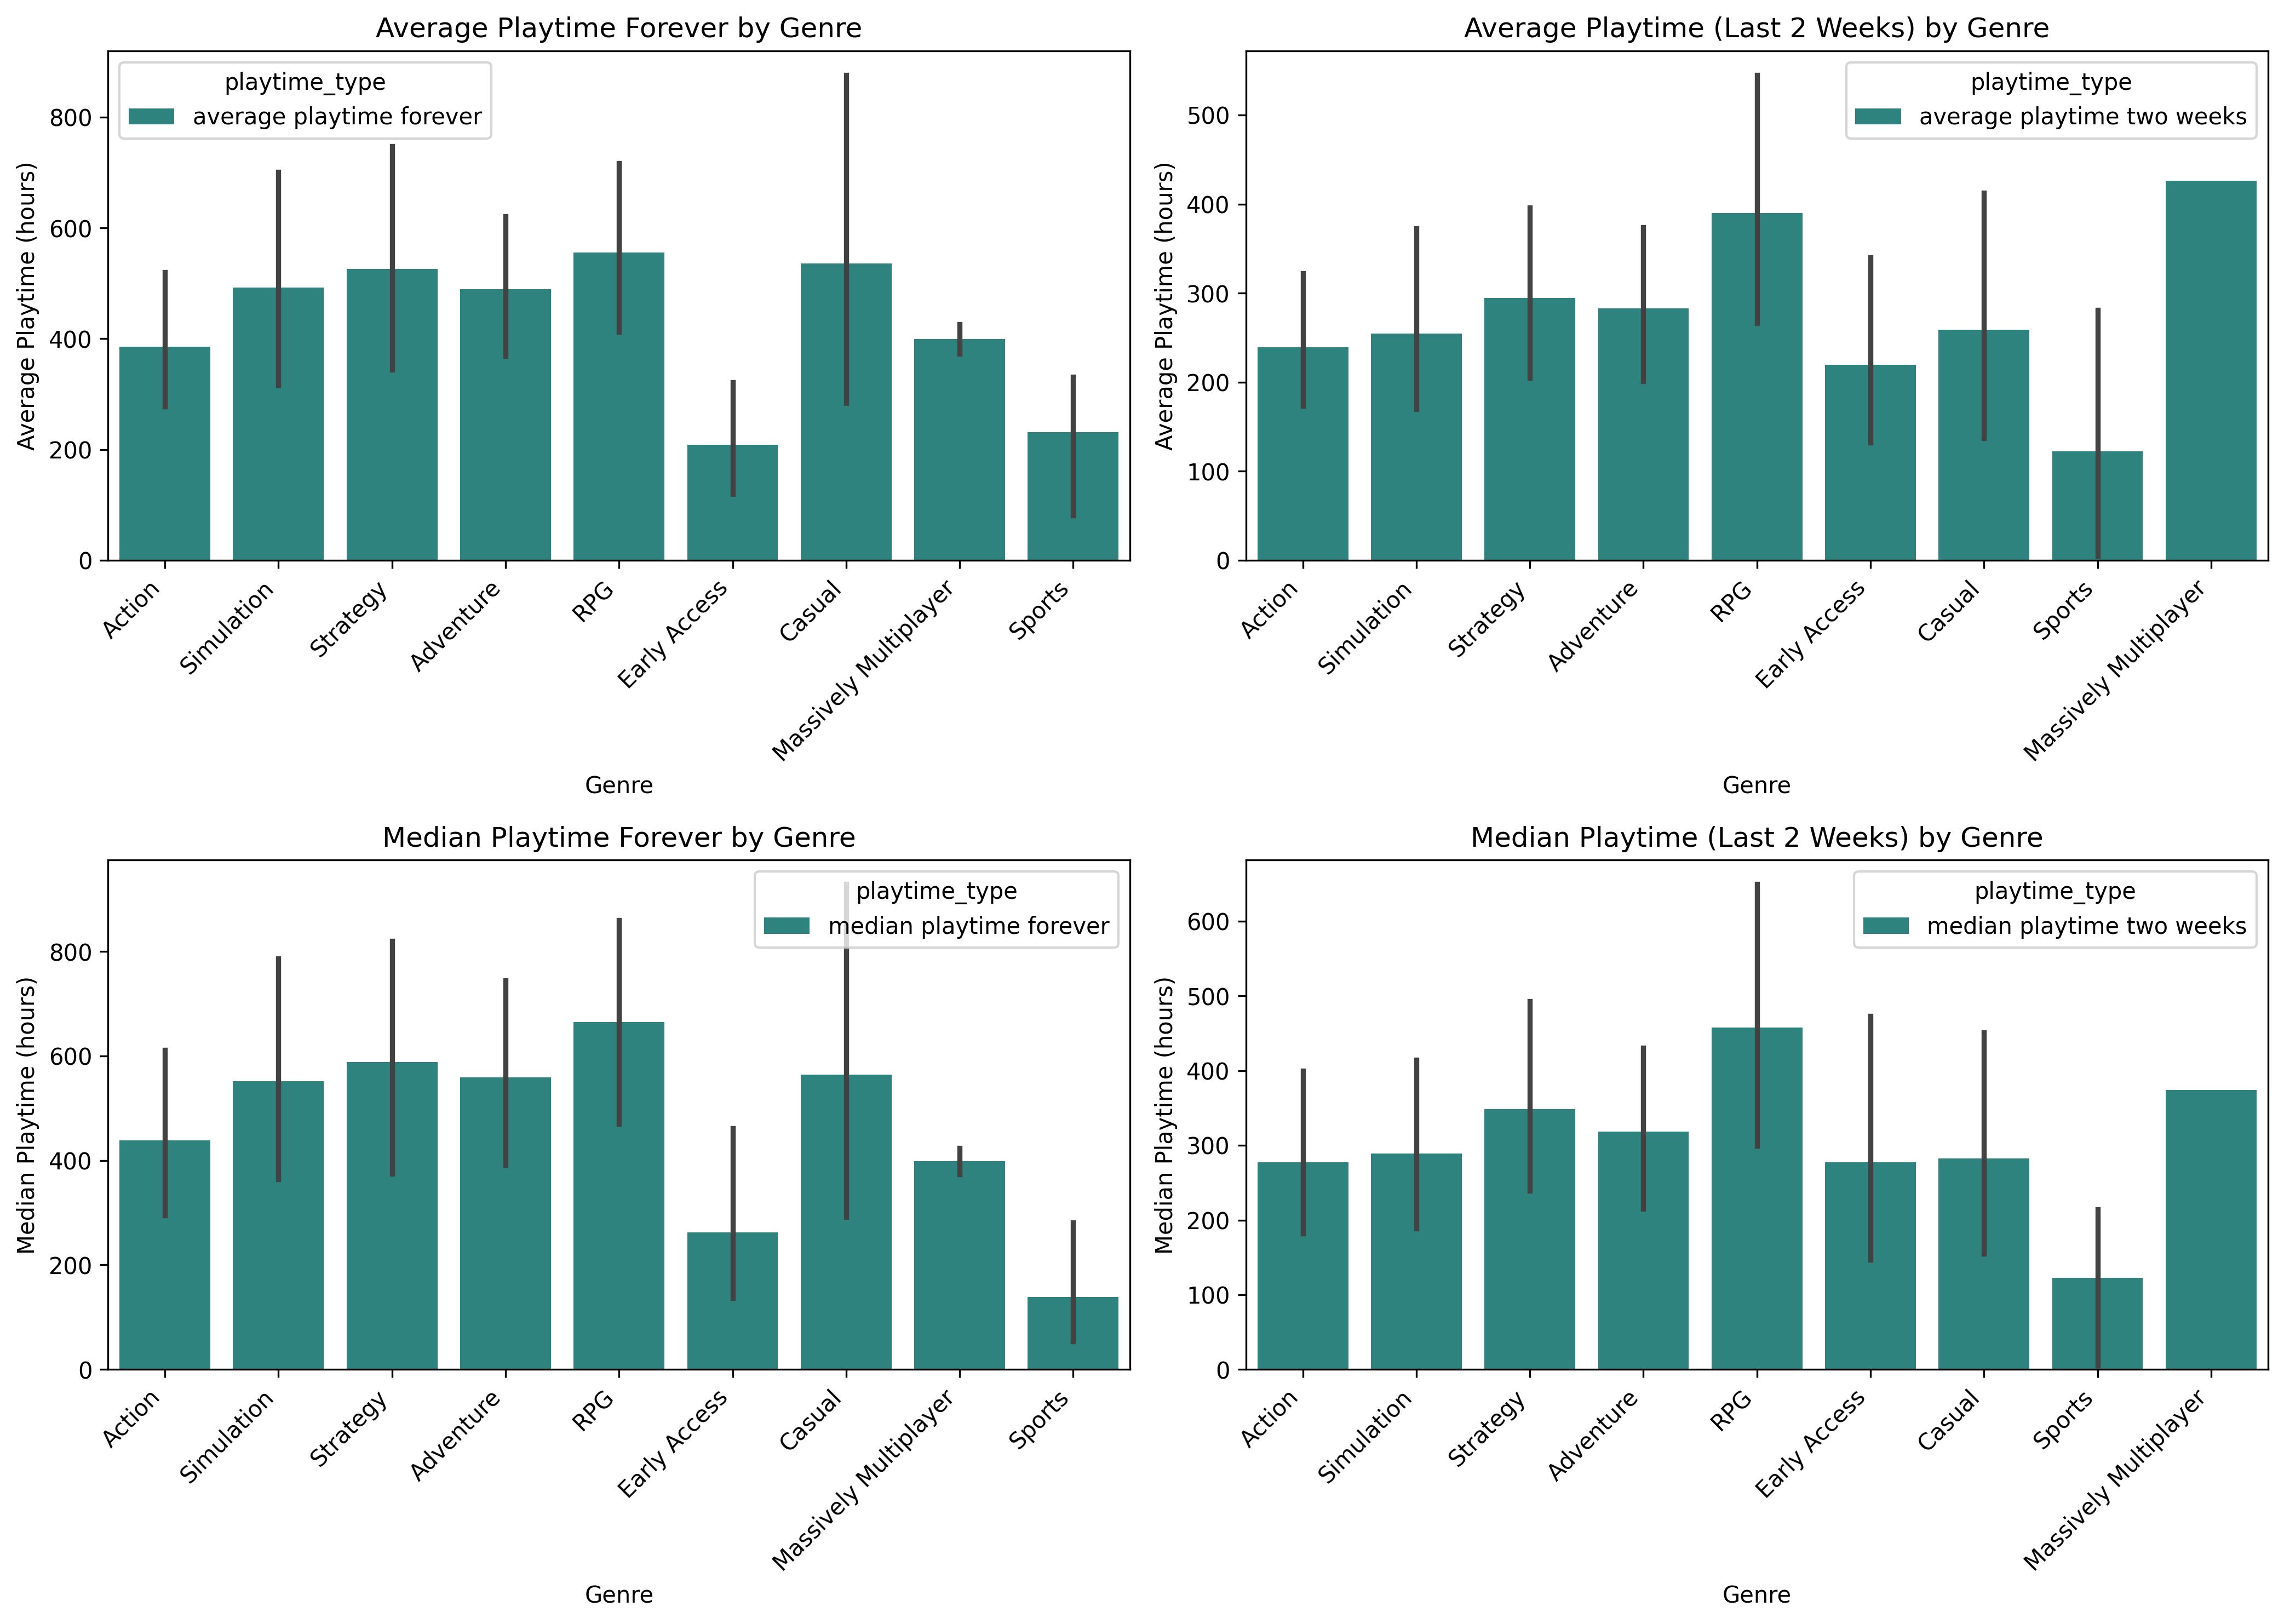 Average Playtime Forever by Genre
playtime_type
average playtime forever
Average Playtime (hours)
800
600
400
200
0
Action
Simulation
Strategy
Adventure
RPG
Early Access
Casual
Massively Multiplayer
Sports
Genre
Average Playtime (Last 2 Weeks) by Genre
playtime_type
average playtime two weeks
Average Playtime (hours)
500
400
300
200
100
0
Action
Simulation
Strategy
Adventure
RPG
Early Access
Casual
Sports
Massively Multiplayer
Genre
Median Playtime Forever by Genre
playtime_type
median playtime forever
Median Playtime (hours)
800
600
400
200
0
Action
Simulation
Strategy
Adventure
RPG
Early Access
Casual
Massively Multiplayer
Sports
Genre
Median Playtime (Last 2 Weeks) by Genre
playtime_type
median playtime two weeks
Median Playtime (hours)
600
500
400
300
200
100
0
Action
Simulation
Strategy
Adventure
RPG
Early Access
Casual
Sports
Massively Multiplayer
Genre